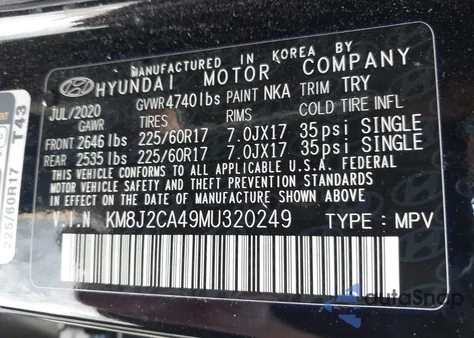 MANUFACTURED IN KOREA BY
HYUNDAI MOTOR COMPANY
JUL/2020 GVWR4740lbs PAINT NKA TRIM TRY
GAWR TIRES RIMS COLD TIRE INFL
FRONT 2646 lbs 225/60R17 7.0JX17 35psi SINGLE
REAR 2535 lbs 225/60R17 7.0JX17 35psi SINGLE
THIS VEHICLE CONFORMS TO ALL APPLICABLE U.S.A. FEDERAL
MOTOR VEHICLE SAFETY AND THEFT PREVENTION STANDARDS
IN EFFECT ON THE DATE OF MANUFACTURE SHOWN ABOVE.
V.I.N KM8J2CA49MU320249 TYPE: MPV
225/60R17 T43
AutoSnap